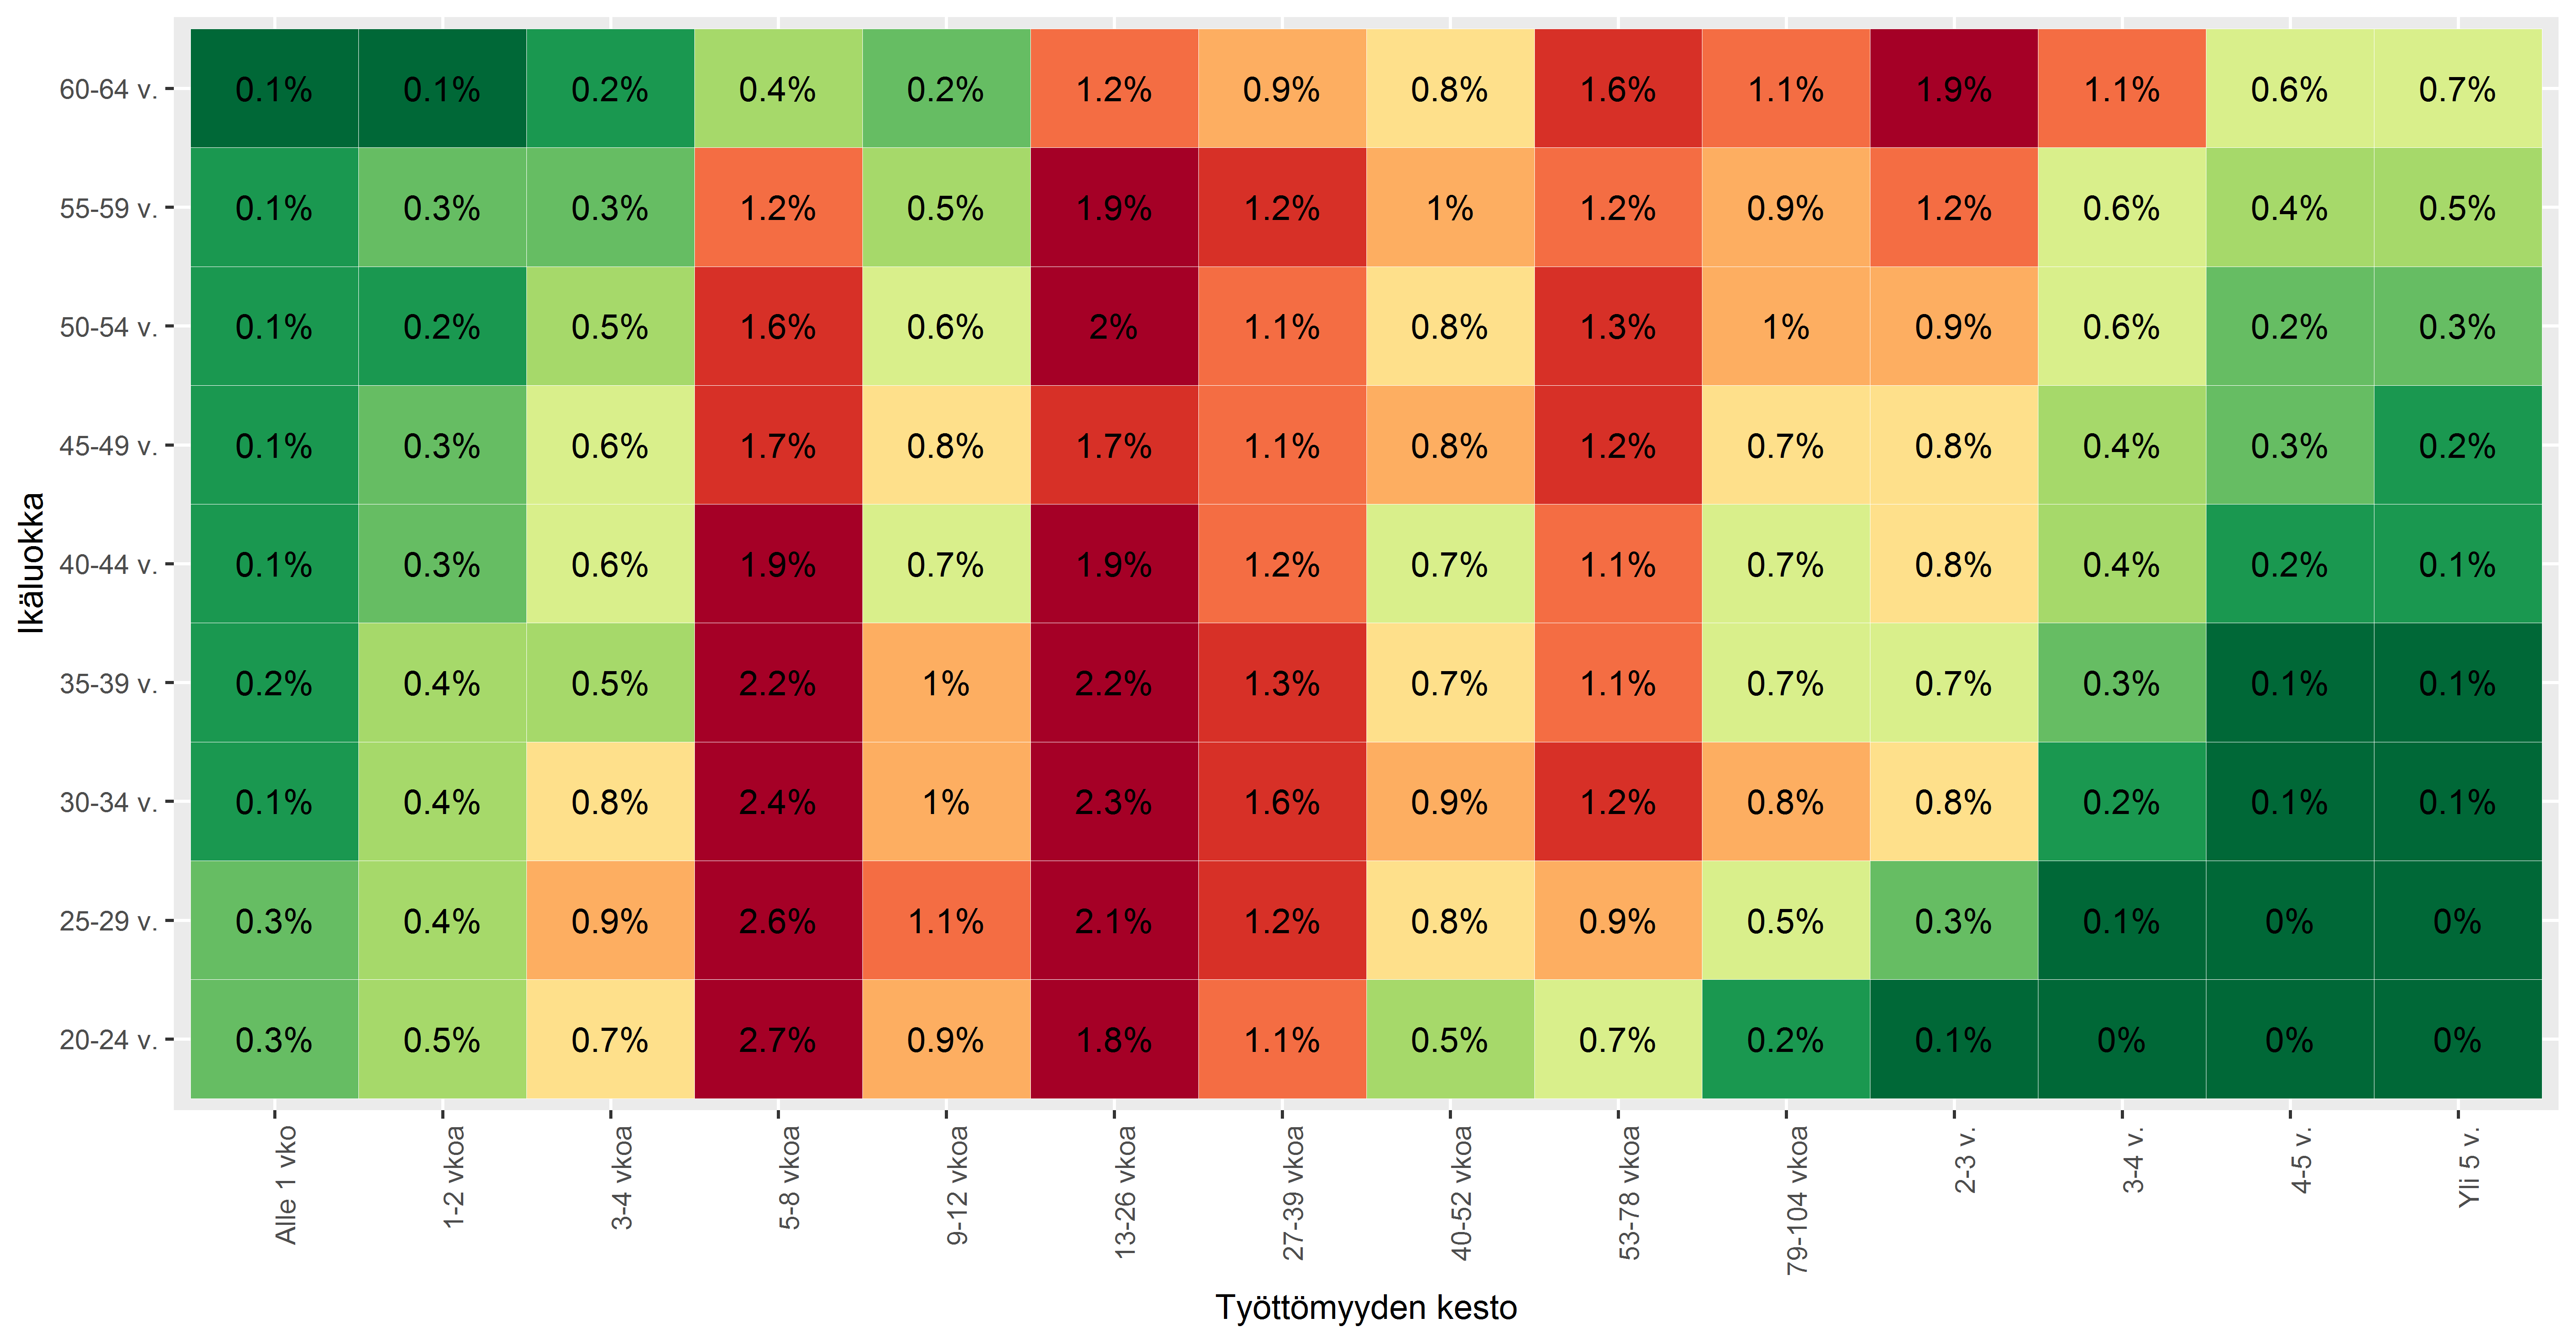 60-64 v. 0.1% 0.1% 0.2% 0.4% 0.2% 1.2% 0.9% 0.8% 1.6% 1.1% 1.9% 1.1% 0.6% 0.7%
55-59 v. 0.1% 0.3% 0.3% 1.2% 0.5% 1.9% 1.2% 1% 1.2% 0.9% 1.2% 0.6% 0.4% 0.5%
50-54 v. 0.1% 0.2% 0.5% 1.6% 0.6% 2% 1.1% 0.8% 1.3% 1% 0.9% 0.6% 0.2% 0.3%
45-49 v. 0.1% 0.3% 0.6% 1.7% 0.8% 1.7% 1.1% 0.8% 1.2% 0.7% 0.8% 0.4% 0.3% 0.2%
40-44 v. 0.1% 0.3% 0.6% 1.9% 0.7% 1.9% 1.2% 0.7% 1.1% 0.7% 0.8% 0.4% 0.2% 0.1%
35-39 v. 0.2% 0.4% 0.5% 2.2% 1% 2.2% 1.3% 0.7% 1.1% 0.7% 0.7% 0.3% 0.1% 0.1%
30-34 v. 0.1% 0.4% 0.8% 2.4% 1% 2.3% 1.6% 0.9% 1.2% 0.8% 0.8% 0.2% 0.1% 0.1%
25-29 v. 0.3% 0.4% 0.9% 2.6% 1.1% 2.1% 1.2% 0.8% 0.9% 0.5% 0.3% 0.1% 0% 0%
20-24 v. 0.3% 0.5% 0.7% 2.7% 0.9% 1.8% 1.1% 0.5% 0.7% 0.2% 0.1% 0% 0% 0%
Ikäluokka
Alle 1 vko
1-2 vkoa
3-4 vkoa
5-8 vkoa
9-12 vkoa
13-26 vkoa
27-39 vkoa
40-52 vkoa
53-78 vkoa
79-104 vkoa
2-3 v.
3-4 v.
4-5 v.
Yli 5 v.
Työttömyyden kesto